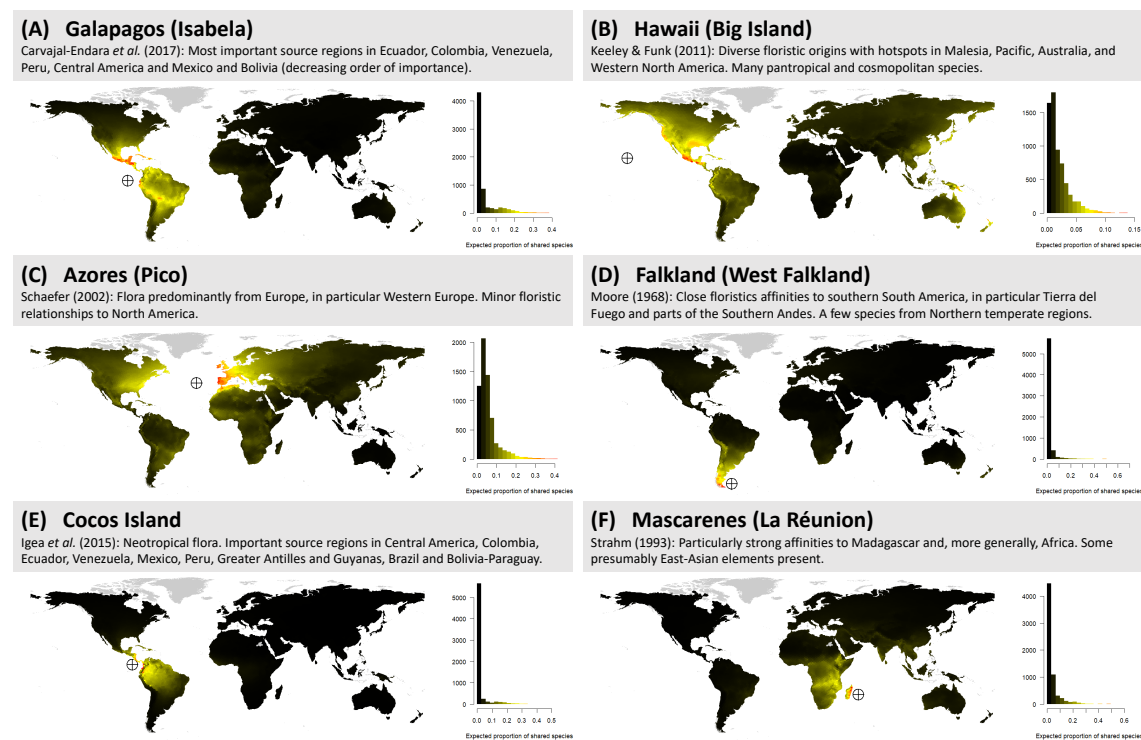 (A) Galapagos (Isabela)
Carvajal-Endara et al. (2017): Most important source regions in Ecuador, Colombia, Venezuela,
Peru, Central America and Mexico and Bolivia (decreasing order of importance).
4000
3000
2000
1000
0
0.0 0.1 0.2 0.3 0.4
Expected proportion of shared species
(B) Hawaii (Big Island)
Keeley & Funk (2011): Diverse floristic origins with hotspots in Malesia, Pacific, Australia, and
Western North America. Many pantropical and cosmopolitan species.
1500
1000
500
0
0.00 0.05 0.10 0.15
Expected proportion of shared species
(C) Azores (Pico)
Schaefer (2002): Flora predominantly from Europe, in particular Western Europe. Minor floristic
relationships to North America.
2000
1500
1000
500
0
0.0 0.1 0.2 0.3 0.4
Expected proportion of shared species
(D) Falkland (West Falkland)
Moore (1968): Close floristics affinities to southern South America, in particular Tierra del
Fuego and parts of the Southern Andes. A few species from Northern temperate regions.
5000
4000
3000
2000
1000
0
0.0 0.2 0.4 0.6
Expected proportion of shared species
(E) Cocos Island
Igea et al. (2015): Neotropical flora. Important source regions in Central America, Colombia,
Ecuador, Venezuela, Mexico, Peru, Greater Antilles and Guyanas, Brazil and Bolivia-Paraguay.
5000
4000
3000
2000
1000
0
0.0 0.1 0.2 0.3 0.5
Expected proportion of shared species
(F) Mascarenes (La Réunion)
Strahm (1993): Particularly strong affinities to Madagascar and, more generally, Africa. Some
presumably East-Asian elements present.
4000
3000
2000
1000
0
0.0 0.2 0.4 0.6
Expected proportion of shared species